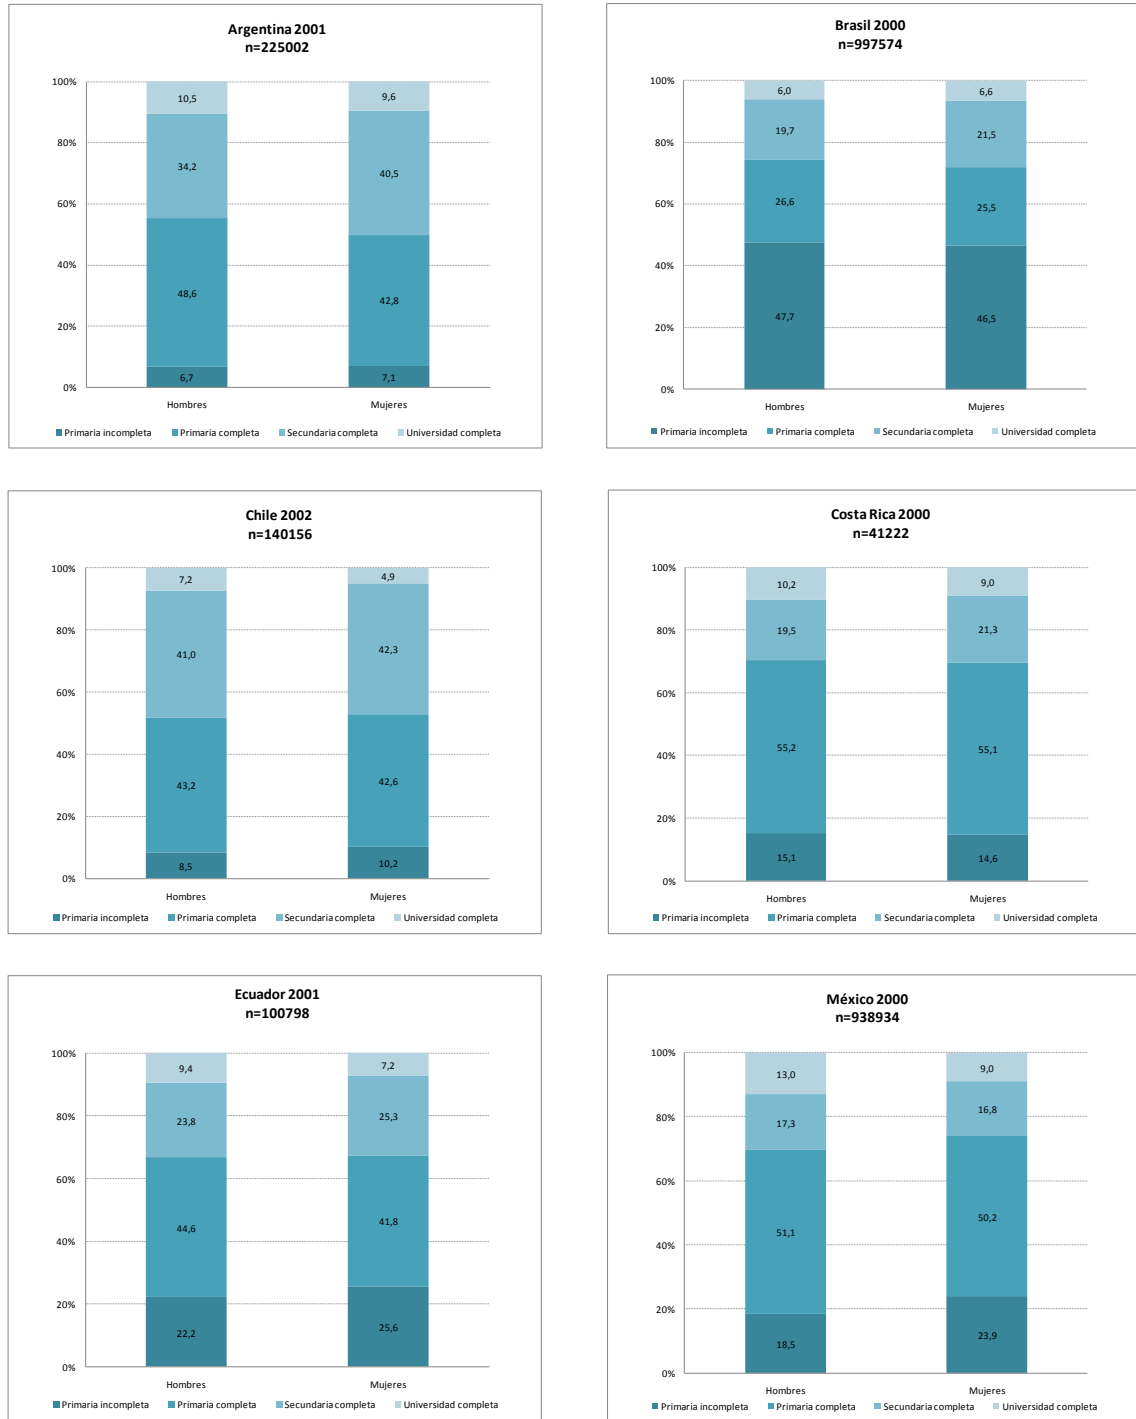 Argentina 2001
n=225002
100%
80%
60%
40%
20%
0%
10,5
34,2
48,6
6,7
9,6
40,5
42,8
7,1
Hombres
Mujeres
Primaria incompleta
Primaria completa
Secundaria completa
Universidad completa
Brasil 2000
n=997574
100%
80%
60%
40%
20%
0%
6,0
19,7
26,6
47,7
6,6
21,5
25,5
46,5
Hombres
Mujeres
Primaria incompleta
Primaria completa
Secundaria completa
Universidad completa
Chile 2002
n=140156
100%
80%
60%
40%
20%
0%
7,2
41,0
43,2
8,5
4,9
42,3
42,6
10,2
Hombres
Mujeres
Primaria incompleta
Primaria completa
Secundaria completa
Universidad completa
Costa Rica 2000
n=41222
100%
80%
60%
40%
20%
0%
10,2
19,5
55,2
15,1
9,0
21,3
55,1
14,6
Hombres
Mujeres
Primaria incompleta
Primaria completa
Secundaria completa
Universidad completa
Ecuador 2001
n=100798
100%
80%
60%
40%
20%
0%
9,4
23,8
44,6
22,2
7,2
25,3
41,8
25,6
Hombres
Mujeres
Primaria incompleta
Primaria completa
Secundaria completa
Universidad completa
México 2000
n=938934
100%
80%
60%
40%
20%
0%
13,0
17,3
51,1
18,5
9,0
16,8
50,2
23,9
Hombres
Mujeres
Primaria incompleta
Primaria completa
Secundaria completa
Universidad completa